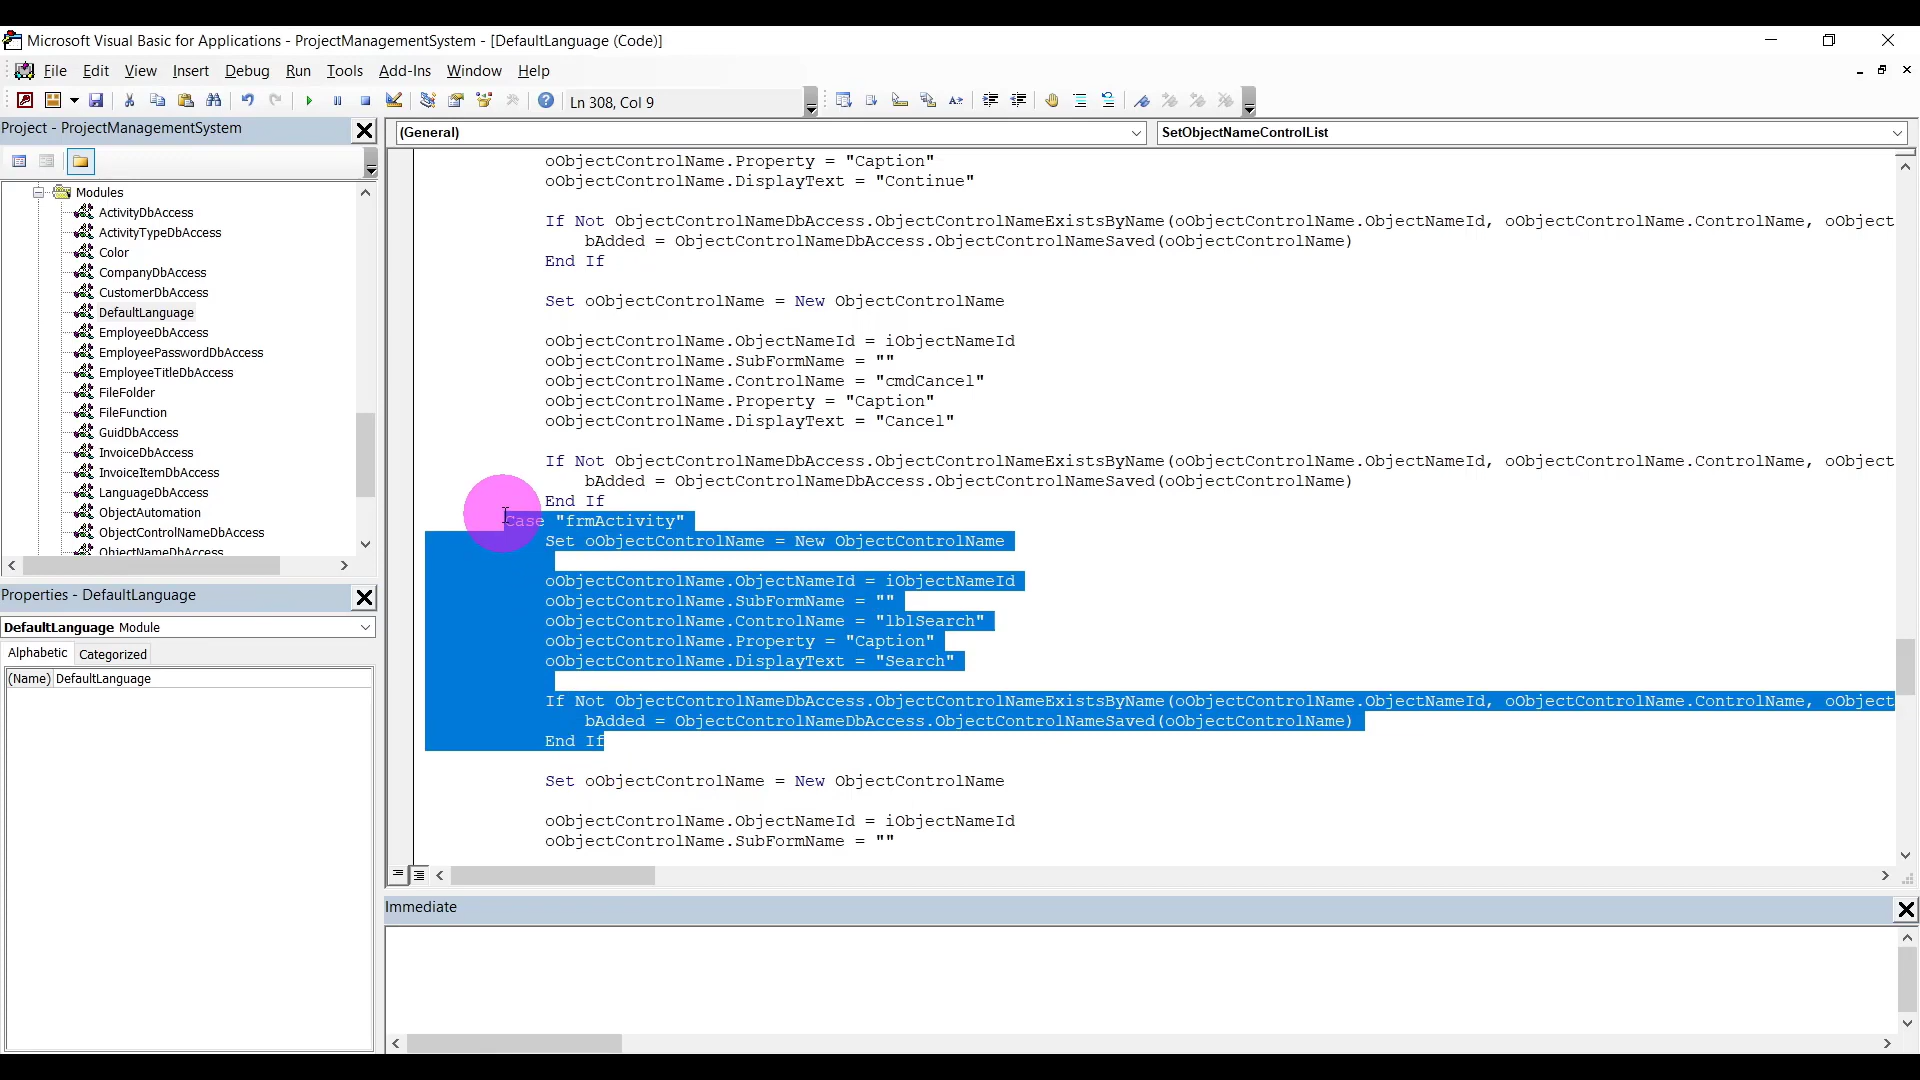 Microsoft Visual Basic for Applications - ProjectManagementSystem - [DefaultLanguage (Code)]
File Edit View Insert Debug Run Tools Add-Ins Window Help
Ln 308, Col 9
Project - ProjectManagementSystem
Modules
ActivityDbAccess
ActivityTypeDbAccess
Color
CompanyDbAccess
CustomerDbAccess
DefaultLanguage
EmployeeDbAccess
EmployeePasswordDbAccess
EmployeeTitleDbAccess
FileFolder
FileFunction
GuidDbAccess
InvoiceDbAccess
InvoiceItemDbAccess
LanguageDbAccess
ObjectAutomation
ObjectControlNameDbAccess
ObjectNameDbAccess
Properties - DefaultLanguage
DefaultLanguage Module
Alphabetic Categorized
(Name) DefaultLanguage
(General) SetObjectNameControlList
oObjectControlName.Property = "Caption"
oObjectControlName.DisplayText = "Continue"
If Not ObjectControlNameDbAccess.ObjectControlNameExistsByName(oObjectControlName.ObjectNameId, oObjectControlName.ControlName, oObject
bAdded = ObjectControlNameDbAccess.ObjectControlNameSaved(oObjectControlName)
End If
Set oObjectControlName = New ObjectControlName
oObjectControlName.ObjectNameId = iObjectNameId
oObjectControlName.SubFormName = ""
oObjectControlName.ControlName = "cmdCancel"
oObjectControlName.Property = "Caption"
oObjectControlName.DisplayText = "Cancel"
If Not ObjectControlNameDbAccess.ObjectControlNameExistsByName(oObjectControlName.ObjectNameId, oObjectControlName.ControlName, oObject
bAdded = ObjectControlNameDbAccess.ObjectControlNameSaved(oObjectControlName)
End If
Case "frmActivity"
Set oObjectControlName = New ObjectControlName
oObjectControlName.ObjectNameId = iObjectNameId
oObjectControlName.SubFormName = ""
oObjectControlName.ControlName = "lblSearch"
oObjectControlName.Property = "Caption"
oObjectControlName.DisplayText = "Search"
If Not ObjectControlNameDbAccess.ObjectControlNameExistsByName(oObjectControlName.ObjectNameId, oObjectControlName.ControlName, oObject
bAdded = ObjectControlNameDbAccess.ObjectControlNameSaved(oObjectControlName)
End If
Set oObjectControlName = New ObjectControlName
oObjectControlName.ObjectNameId = iObjectNameId
oObjectControlName.SubFormName = ""
Immediate